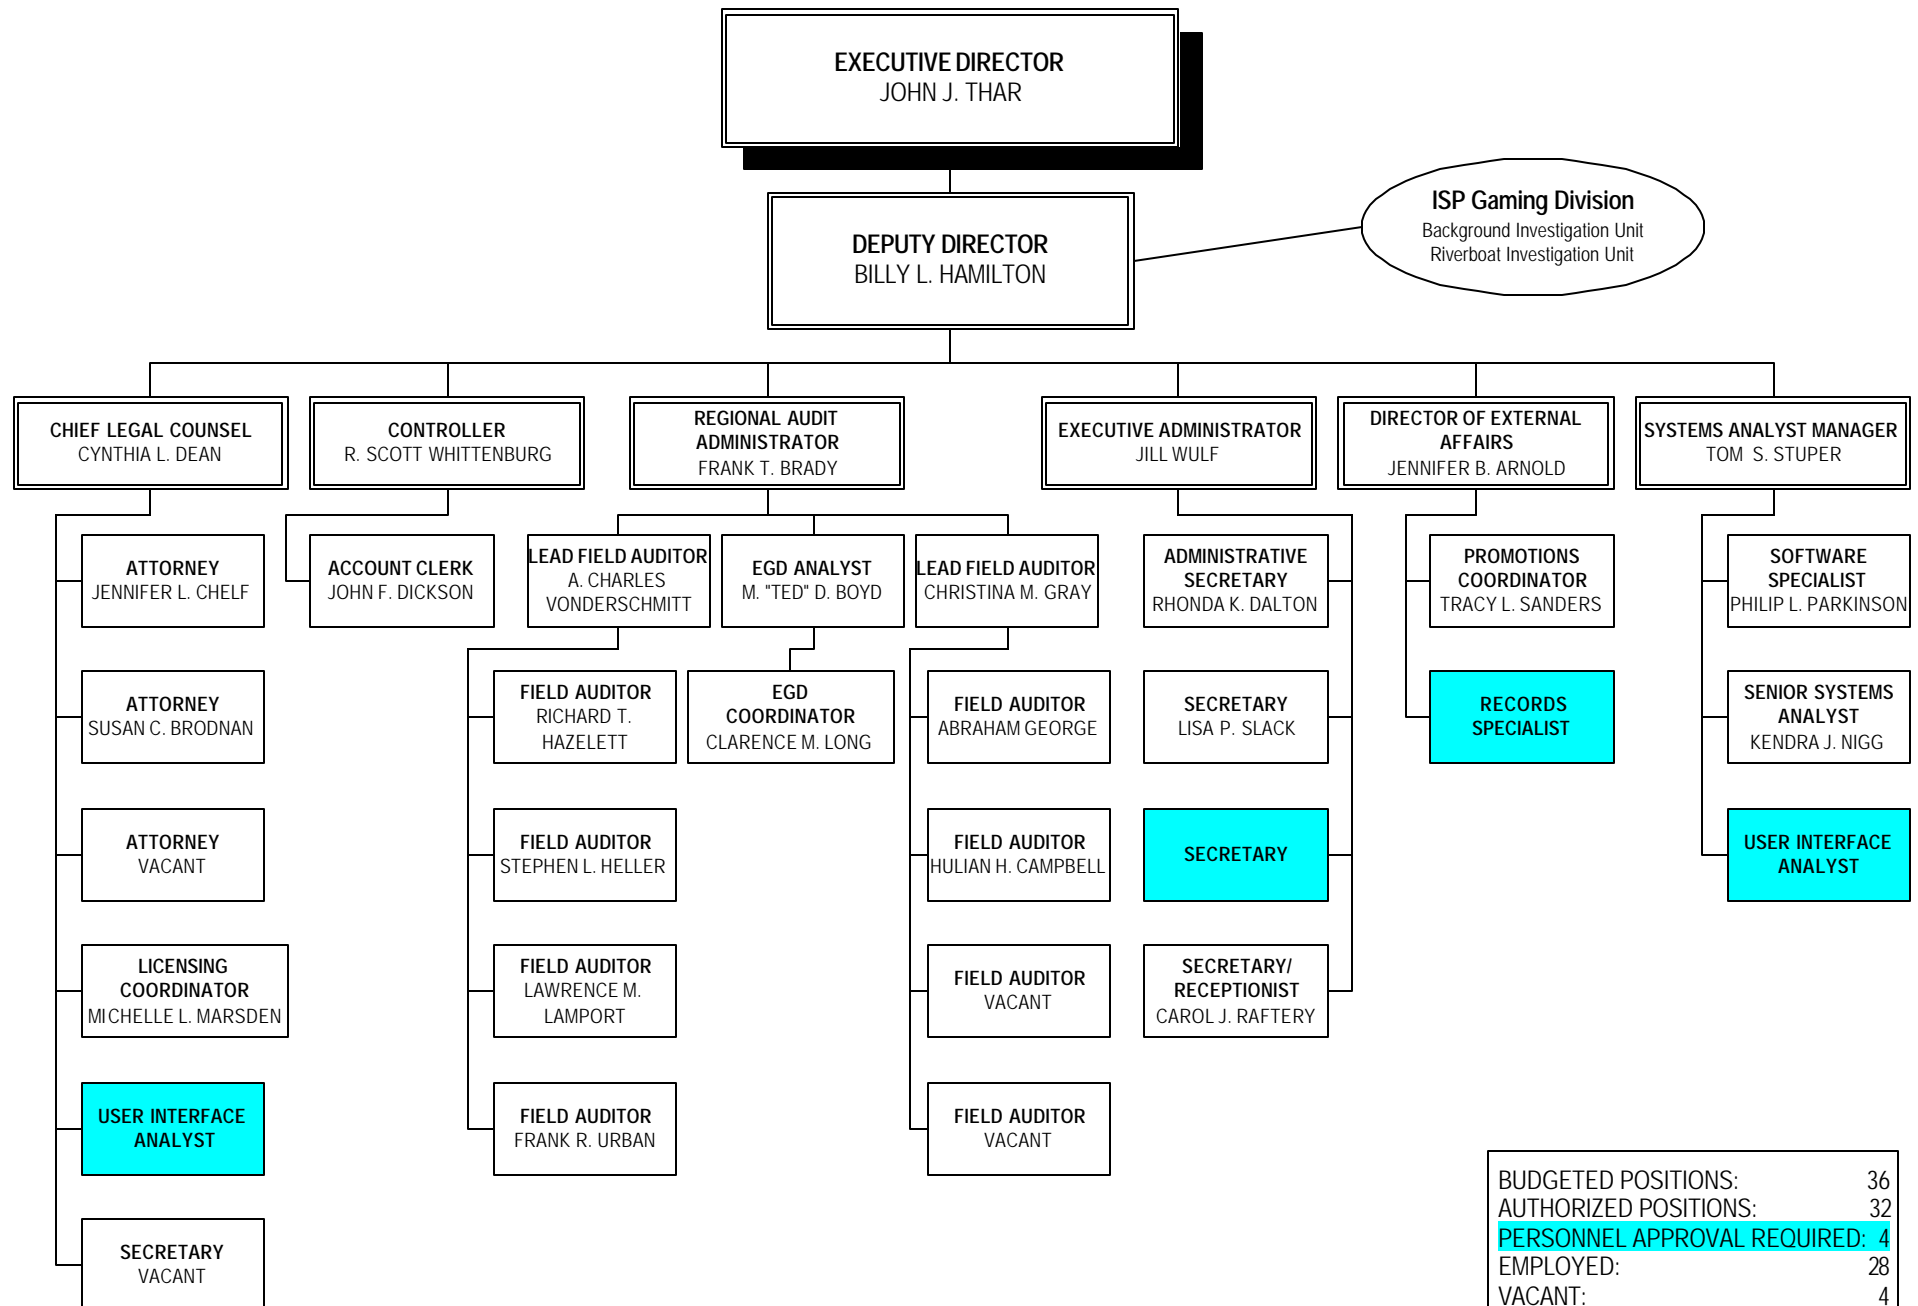 EXECUTIVE DIRECTOR
JOHN J. THAR
DEPUTY DIRECTOR
BILLY L. HAMILTON
ISP Gaming Division
Background Investigation Unit
Riverboat Investigation Unit
CHIEF LEGAL COUNSEL
CYNTHIA L. DEAN
CONTROLLER
R. SCOTT WHITTENBURG
REGIONAL AUDIT
ADMINISTRATOR
FRANK T. BRADY
EXECUTIVE ADMINISTRATOR
JILL WULF
DIRECTOR OF EXTERNAL
AFFAIRS
JENNIFER B. ARNOLD
SYSTEMS ANALYST MANAGER
TOM S. STUPER
ATTORNEY
JENNIFER L. CHELF
ACCOUNT CLERK
JOHN F. DICKSON
LEAD FIELD AUDITOR
A. CHARLES
VONDERSCHMITT
EGD ANALYST
M. "TED" D. BOYD
LEAD FIELD AUDITOR
CHRISTINA M. GRAY
ADMINISTRATIVE
SECRETARY
RHONDA K. DALTON
PROMOTIONS
COORDINATOR
TRACY L. SANDERS
SOFTWARE
SPECIALIST
PHILIP L. PARKINSON
ATTORNEY
SUSAN C. BRODNAN
FIELD AUDITOR
RICHARD T.
HAZELETT
EGD
COORDINATOR
CLARENCE M. LONG
FIELD AUDITOR
ABRAHAM GEORGE
SECRETARY
LISA P. SLACK
RECORDS
SPECIALIST
SENIOR SYSTEMS
ANALYST
KENDRA J. NIGG
ATTORNEY
VACANT
FIELD AUDITOR
STEPHEN L. HELLER
FIELD AUDITOR
HULIAN H. CAMPBELL
SECRETARY
USER INTERFACE
ANALYST
LICENSING
COORDINATOR
MICHELLE L. MARSDEN
FIELD AUDITOR
LAWRENCE M.
LAMPORT
FIELD AUDITOR
VACANT
SECRETARY/
RECEPTIONIST
CAROL J. RAFTERY
USER INTERFACE
ANALYST
FIELD AUDITOR
FRANK R. URBAN
FIELD AUDITOR
VACANT
SECRETARY
VACANT
BUDGETED POSITIONS: 36
AUTHORIZED POSITIONS: 32
PERSONNEL APPROVAL REQUIRED: 4
EMPLOYED: 28
VACANT: 4